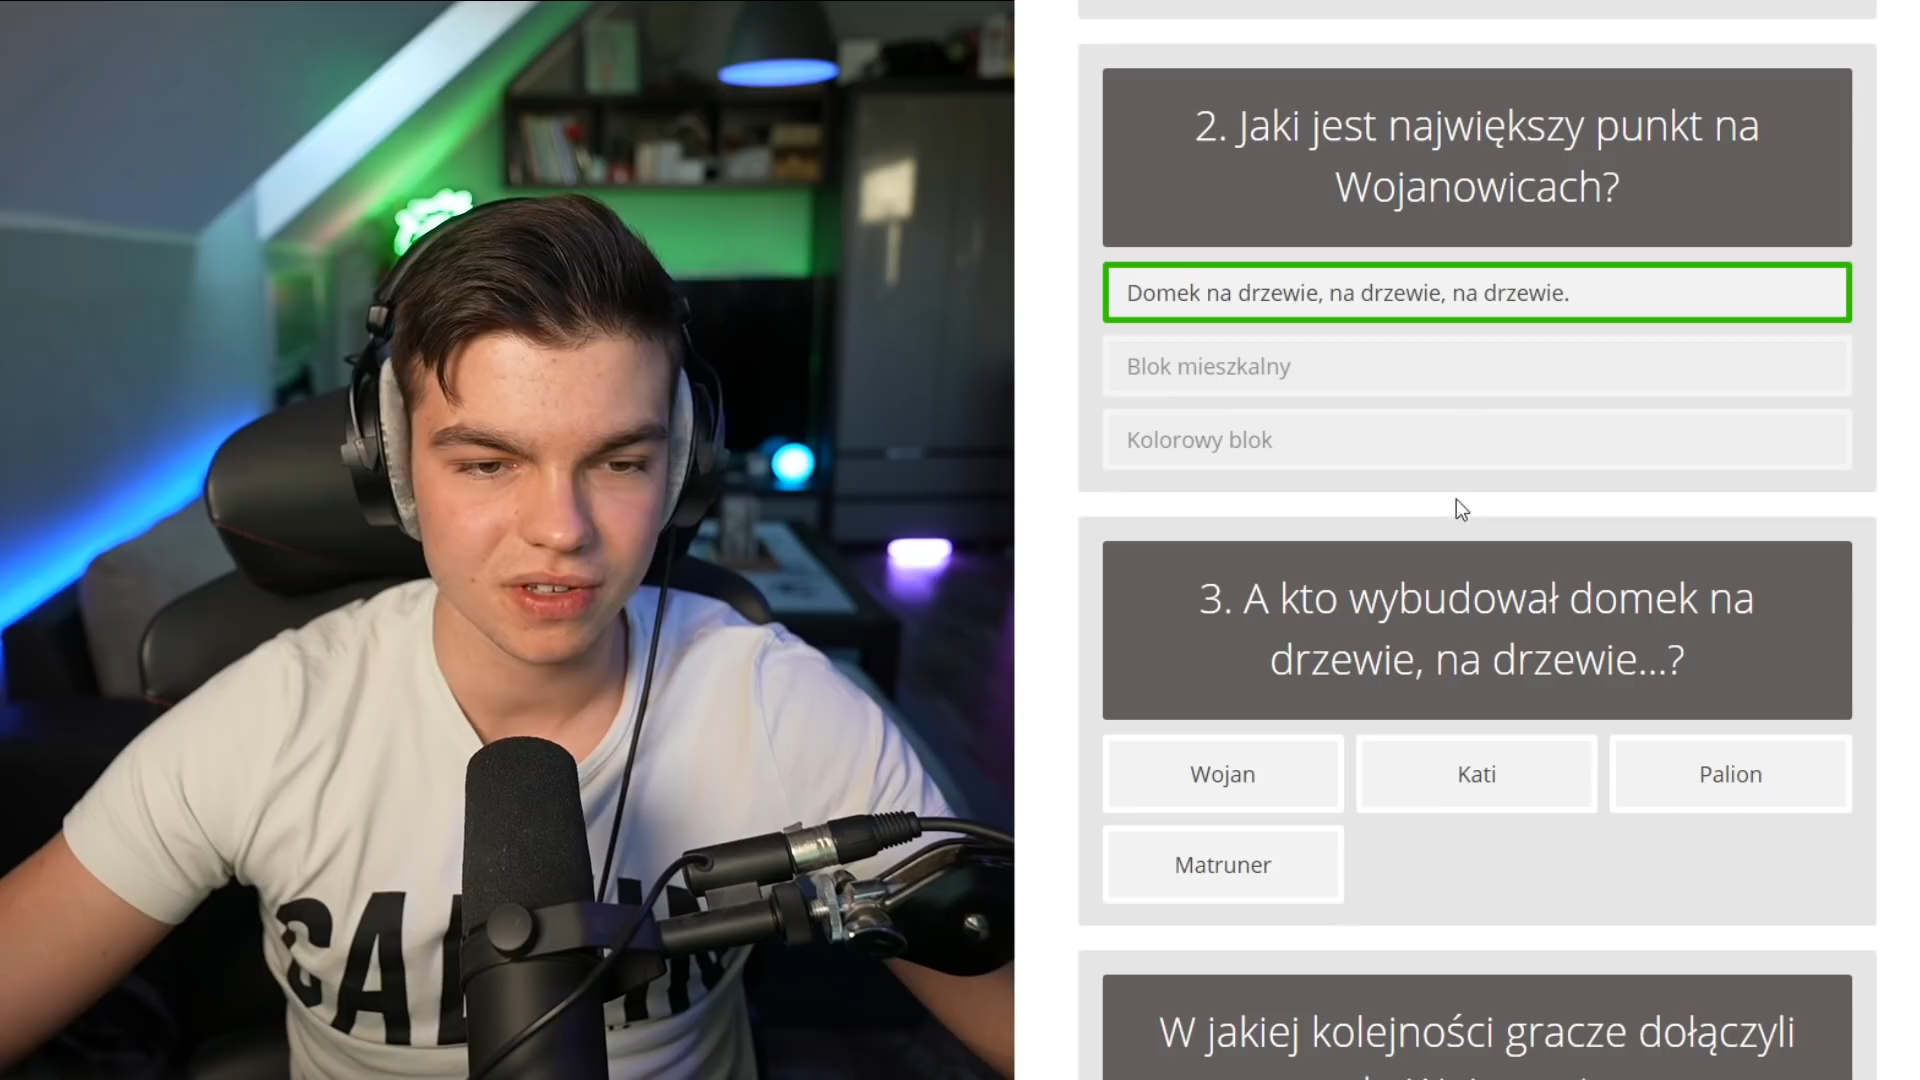 2. Jaki jest największy punkt na
Wojanowicach?
Domek na drzewie, na drzewie, na drzewie.
Blok mieszkalny
Kolorowy blok
3. A kto wybudował domek na
drzewie, na drzewie...?
Wojan
Kati
Palion
Matruner
W jakiej kolejności gracze dołączyli